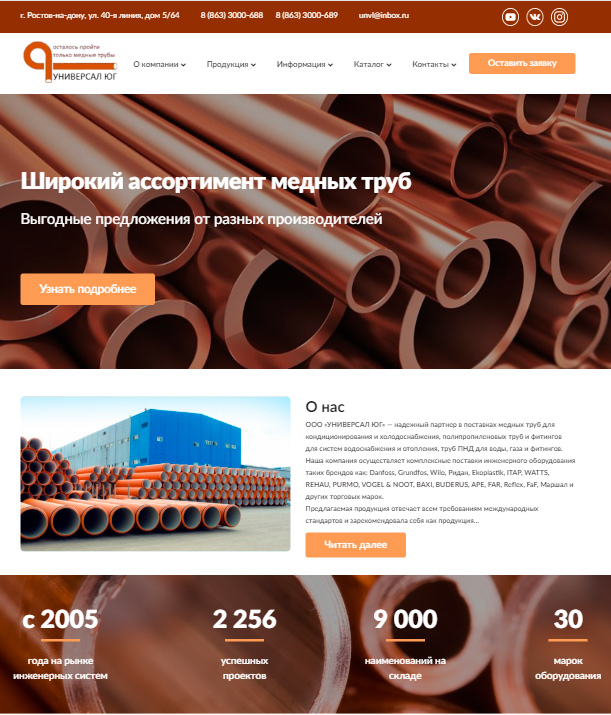 г. Ростов-на-дону, ул. 40-я линия, дом 5/64 8 (863) 3000-688 8 (863) 3000-689 unvl@inbox.ru
осталось пройти
только медные трубы
УНИВЕРСАЛ ЮГ
О компании Продукция Информация Каталог Контакты Оставить заявку
Широкий ассортимент медных труб
Выгодные предложения от разных производителей
Узнать подробнее
О нас
ООО «УНИВЕРСАЛ ЮГ» — надежный партнер в поставках медных труб для
кондиционирования и холодоснабжения, полипропиленовых труб и фитингов
для систем водоснабжения и отопления, труб ПНД для воды, газа и фитингов.
Наша компания осуществляет комплексные поставки инженерного оборудования
таких брендов как: Danfoss, Grundfos, Wilo, Ридан, Ekoplastik, ITAP, WATTS,
REHAU, PURMO, VOGEL & NOOT, BAXI, BUDERUS, APE, FAR, Reflex, FaF, Маршал и
других торговых марок.
Предлагаемая продукция отвечает всем требованиям международных
стандартов и зарекомендовала себя как продукция...
Читать далее
с 2005 2 256 9 000 30
года на рынке успешных наименований на марок
инженерных систем проектов складе оборудования